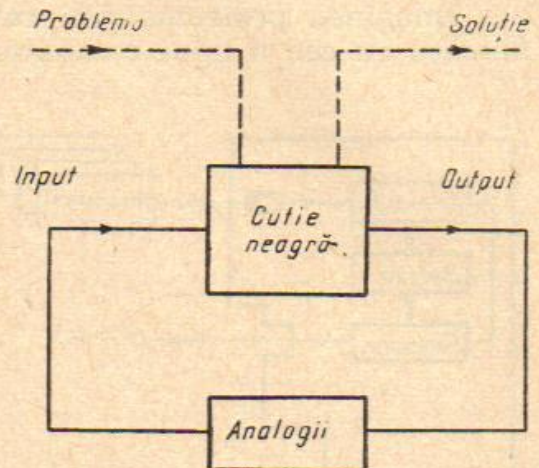 Problema
Soluție
Input
Output
Cutie
neagră
Analogii